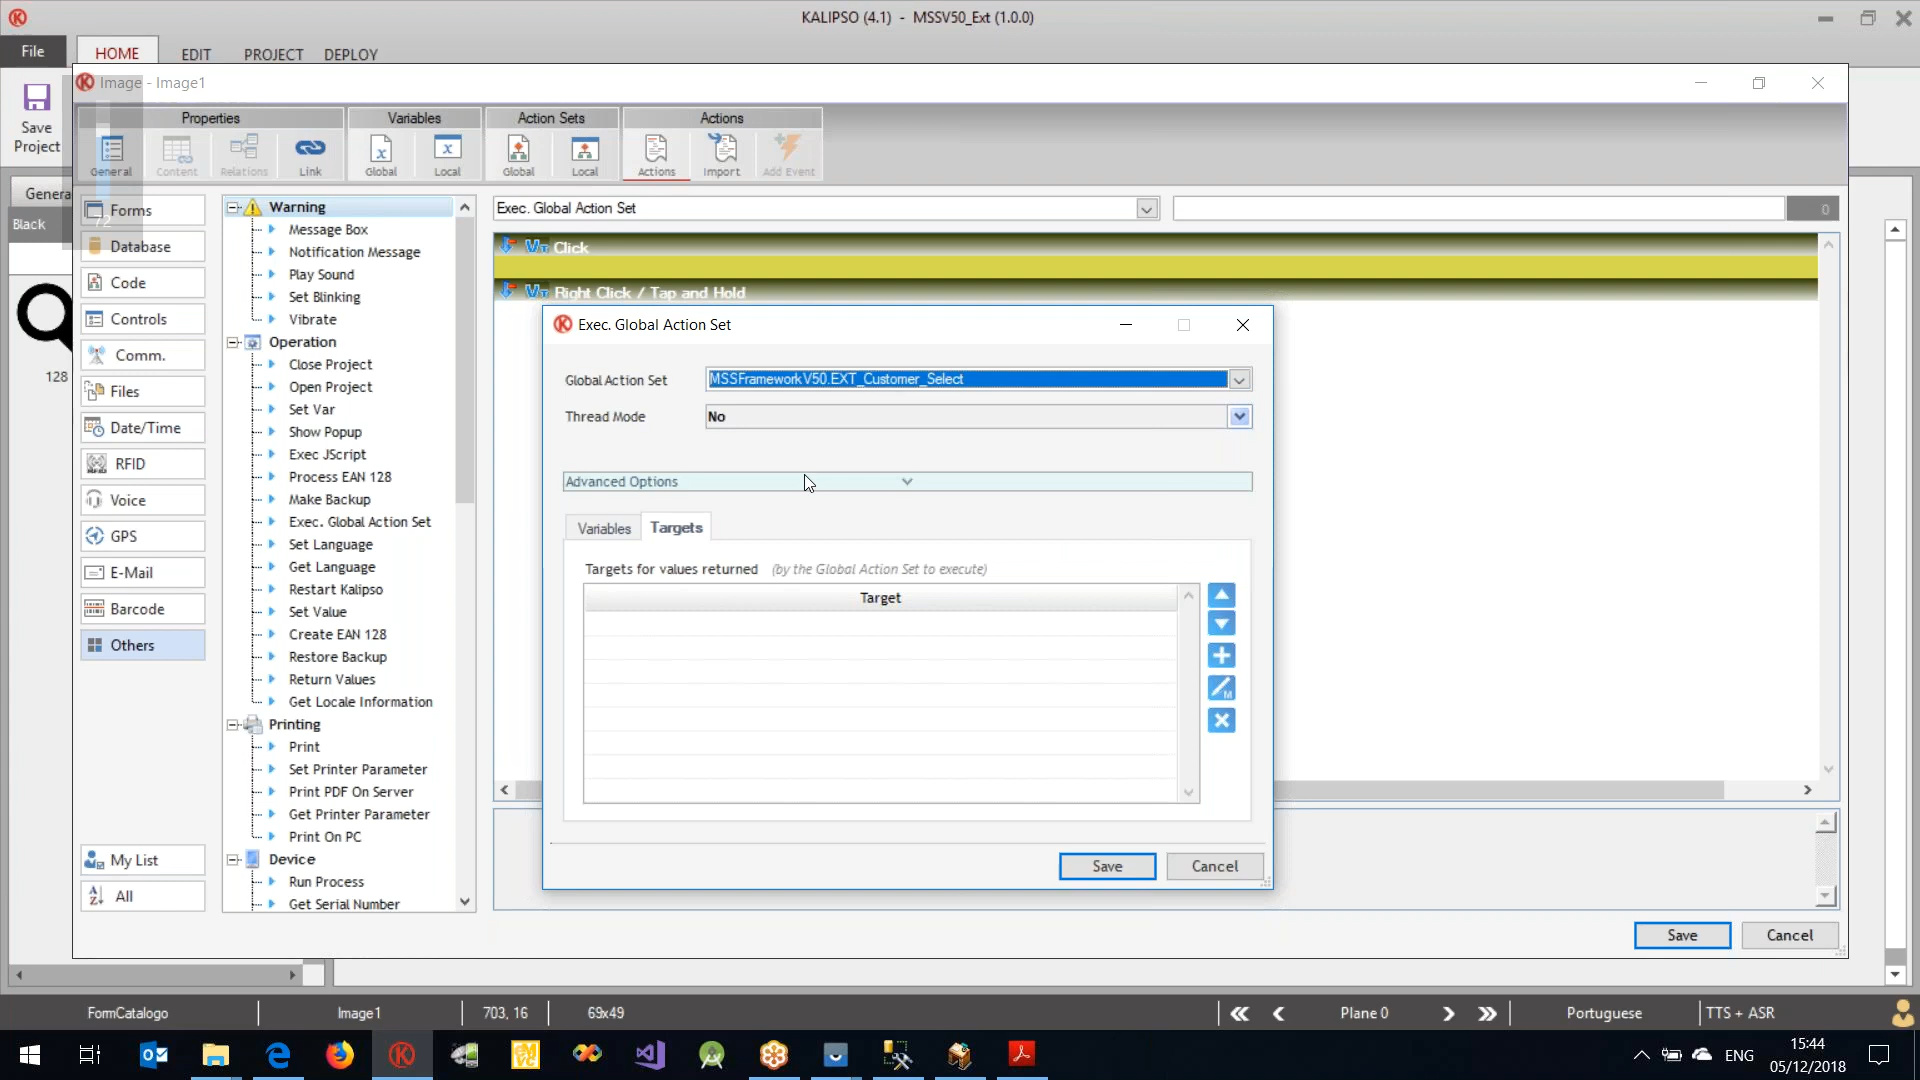 KALIPSO (4.1) - MSSV50_Ext (1.0.0)
File
HOME
EDIT
PROJECT
DEPLOY
Save
Project
Image - Image1
Properties
Variables
Action Sets
Actions
General
Content
Relations
Link
Global
Local
Global
Local
Actions
Import
Add Event
Genera
Black
72
128
Forms
Database
Code
Controls
Comm.
Files
Date/Time
RFID
Voice
GPS
E-Mail
Barcode
Others
My List
All
Warning
Message Box
Notification Message
Play Sound
Set Blinking
Vibrate
Operation
Close Project
Open Project
Set Var
Show Popup
Exec JScript
Process EAN 128
Make Backup
Exec. Global Action Set
Set Language
Get Language
Restart Kalipso
Set Value
Create EAN 128
Restore Backup
Return Values
Get Locale Information
Printing
Print
Set Printer Parameter
Print PDF On Server
Get Printer Parameter
Print On PC
Device
Run Process
Get Serial Number
Exec. Global Action Set
0
Click
Right Click / Tap and Hold
Exec. Global Action Set
Global Action Set
MSSFrameworkV50.EXT_Customer_Select
Thread Mode
No
Advanced Options
Variables
Targets
Targets for values returned (by the Global Action Set to execute)
Target
Save
Cancel
Save
Cancel
FormCatalogo
Image1
703, 16
69x49
Plane 0
Portuguese
TTS + ASR
ENG
15:44
05/12/2018